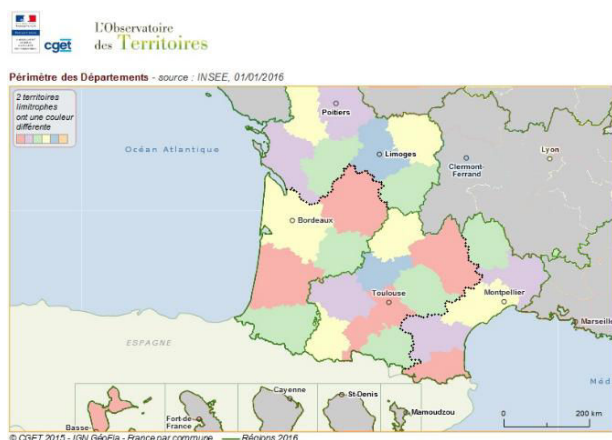 cget
L'Observatoire
des Territoires
Périmètre des Départements - source : INSEE, 01/01/2016
2 territoires
limitrophes
ont une couleur
différente
Poitiers
Océan Atlantique
Limoges
Clermont-
Ferrand
Lyon
Bordeaux
Toulouse
Montpellier
Marseille
ESPAGNE
Méd
Cayenne
St-Denis
Basse-
Fort-de-
France
Mamoudzou
0
200 km
© CGET 2015 - IGN GéoFla - France par commune
Régions 2016